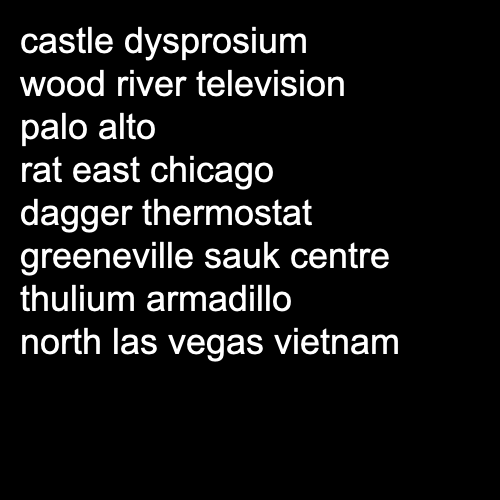 castle dysprosium
wood river television
palo alto
rat east chicago
dagger thermostat
greeneville sauk centre
thulium armadillo
north las vegas vietnam